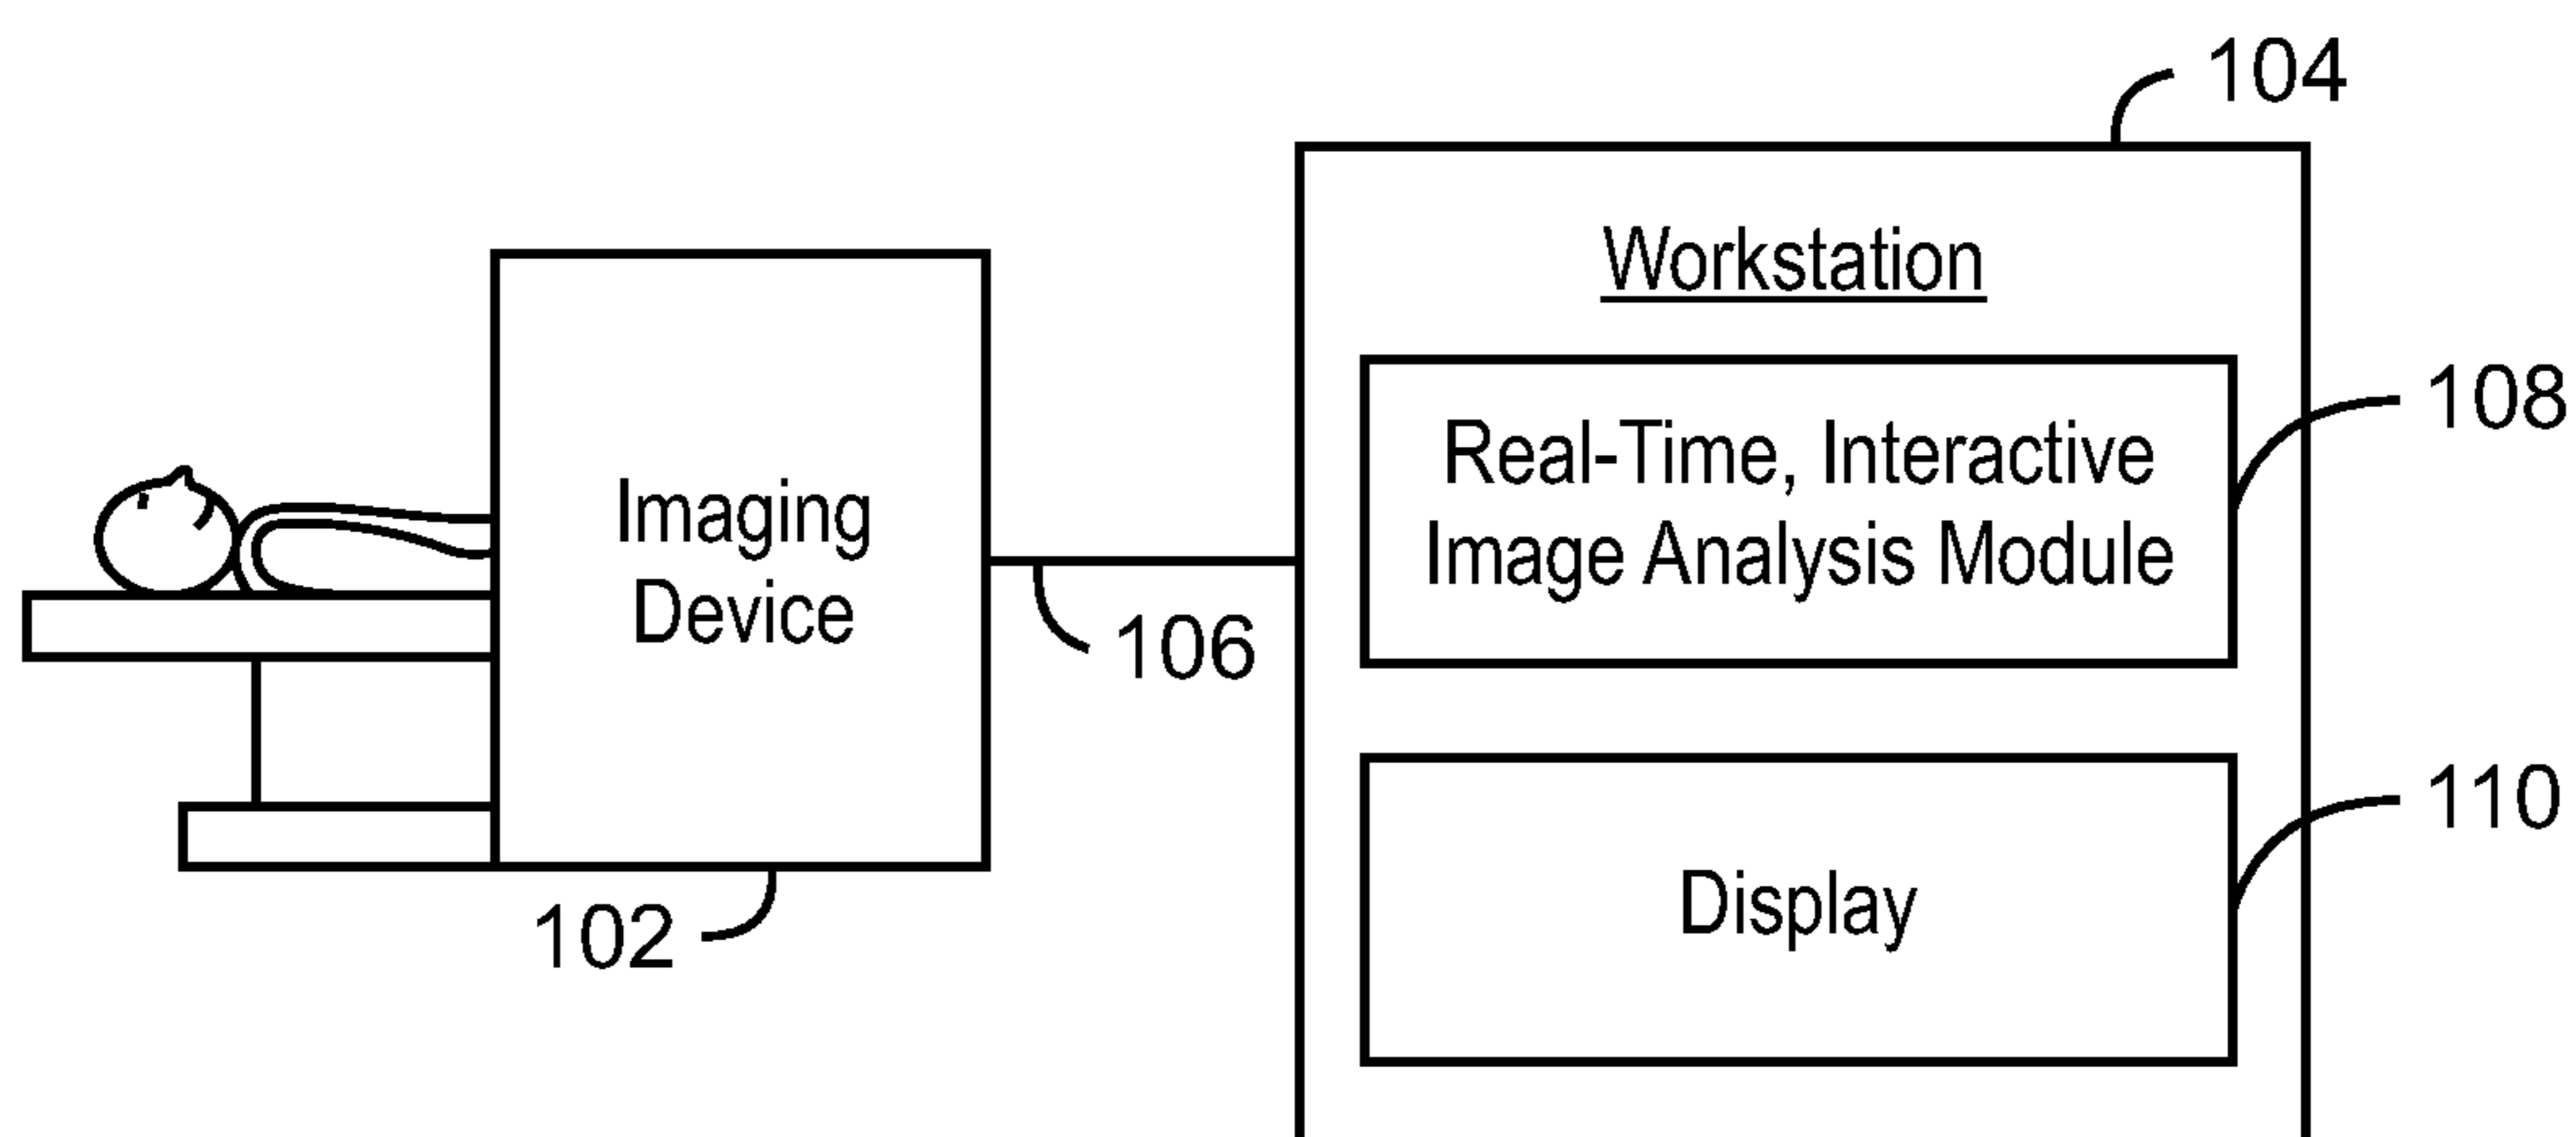 104
Workstation
108
Real-Time, Interactive
Image Analysis Module
Imaging
Device
106
110
Display
102